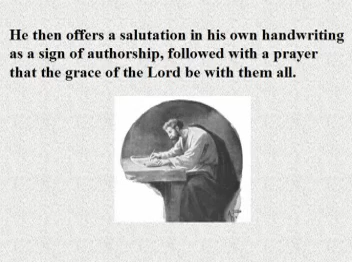 He then offers a salutation in his own handwriting
as a sign of authorship, followed with a prayer
that the grace of the Lord be with them all.